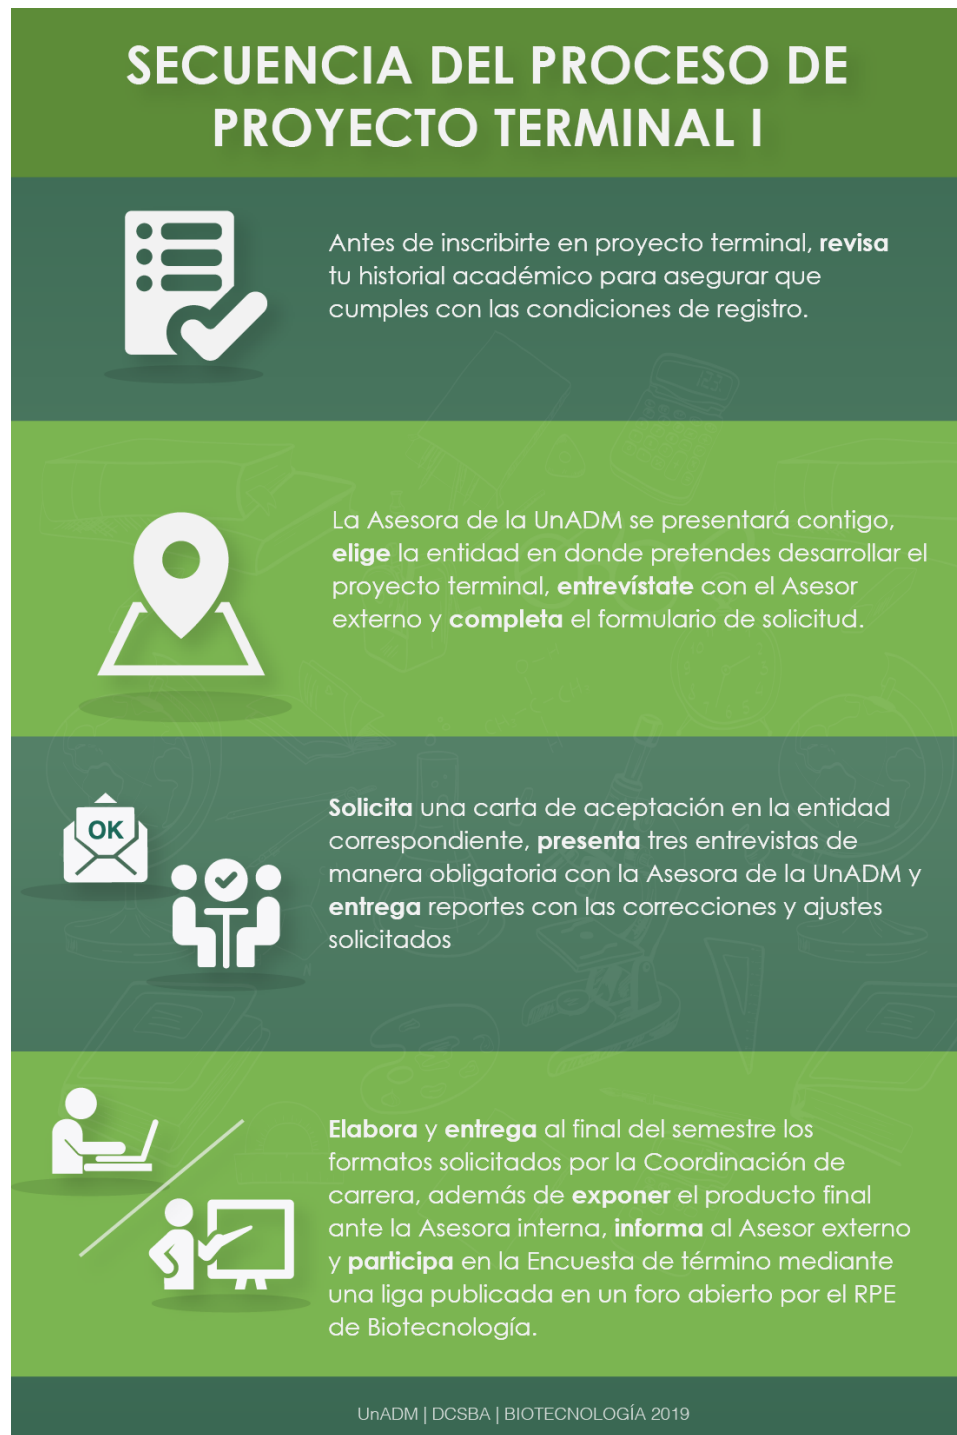 SECUENCIA DEL PROCESO DE
PROYECTO TERMINAL I
Antes de inscribirte en proyecto terminal, revisa
tu historial académico para asegurar que
cumples con las condiciones de registro.
La Asesora de la UnADM se presentará contigo,
elige la entidad en donde pretendes desarrollar el
proyecto terminal, entrevístate con el Asesor
externo y completa el formulario de solicitud.
OK
Solicita una carta de aceptación en la entidad
correspondiente, presenta tres entrevistas de
manera obligatoria con la Asesora de la UnADM y
entrega reportes con las correcciones y ajustes
solicitados
Elabora y entrega al final del semestre los
formatos solicitados por la Coordinación de
carrera, además de exponer el producto final
ante la Asesora interna, informa al Asesor externo
y participa en la Encuesta de término mediante
una liga publicada en un foro abierto por el RPE
de Biotecnología.
UnADM | DCSBA | BIOTECNOLOGÍA 2019